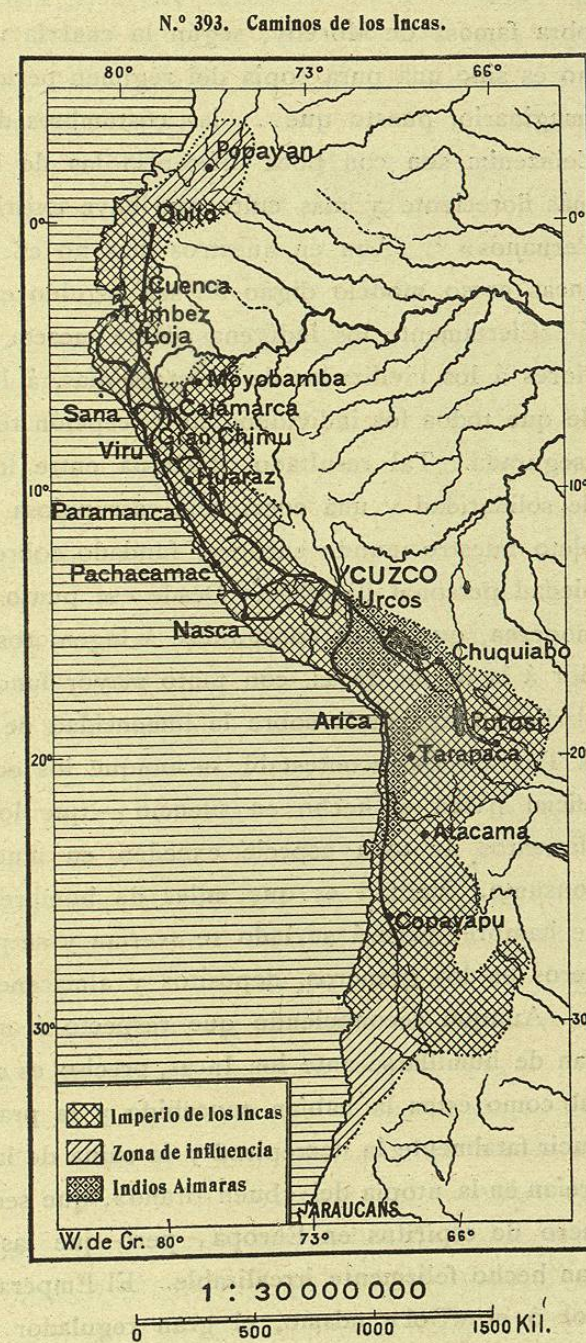 N.º 393. Caminos de los Incas.
80° 73° 66°
Popayan
0° 0°
Quito
Cuenca
Tumbez
Loja
Moyobamba
Sana Cajamarca
Gran Chimu
Viru
Huaraz
10° 10°
Paramanca
Pachacamac
CUZCO
Urcos
Nasca
Chuquiabo
Arica
Potosi
Tarapaca
20° 20°
Atacama
Copayapu
30° 30°
Imperio de los Incas
Zona de influencia
Indios Aimaras
ARAUCANS
W. de Gr. 80° 73° 66°
1 : 30 000 000
0 500 1000 1500 Kil.